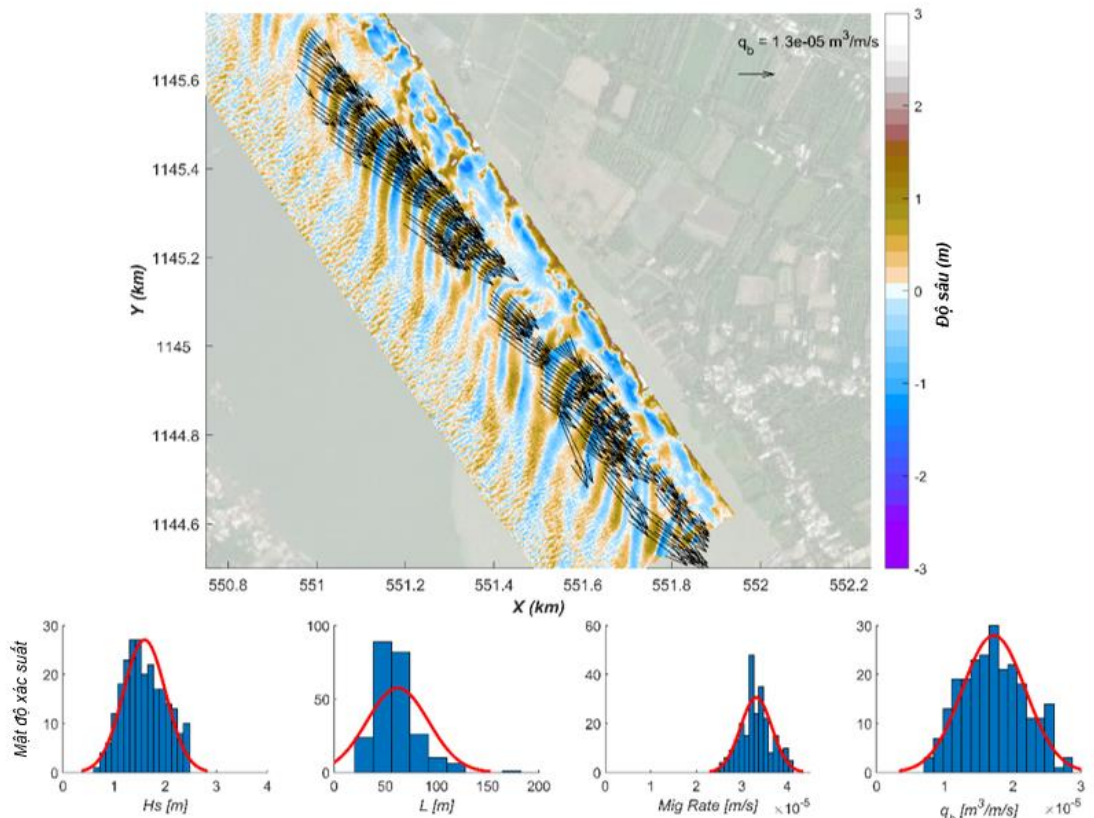 q_b = 1.3e-05 m^3/m/s
1145.6
1145.4
1145.2
1145
1144.8
1144.6
Y (km)
550.8 551 551.2 551.4 551.6 551.8 552 552.2
X (km)
3
2
1
0
-1
-2
-3
Độ sâu (m)
Mật độ xác suất
30
20
10
0
0 1 2 3 4
Hs [m]
100
50
0
0 50 100 150 200
L [m]
60
40
20
0
0 1 2 3 4
×10^-5
Mig Rate [m/s]
30
20
10
0
0 1 2 3
×10^-5
q_b [m^3/m/s]